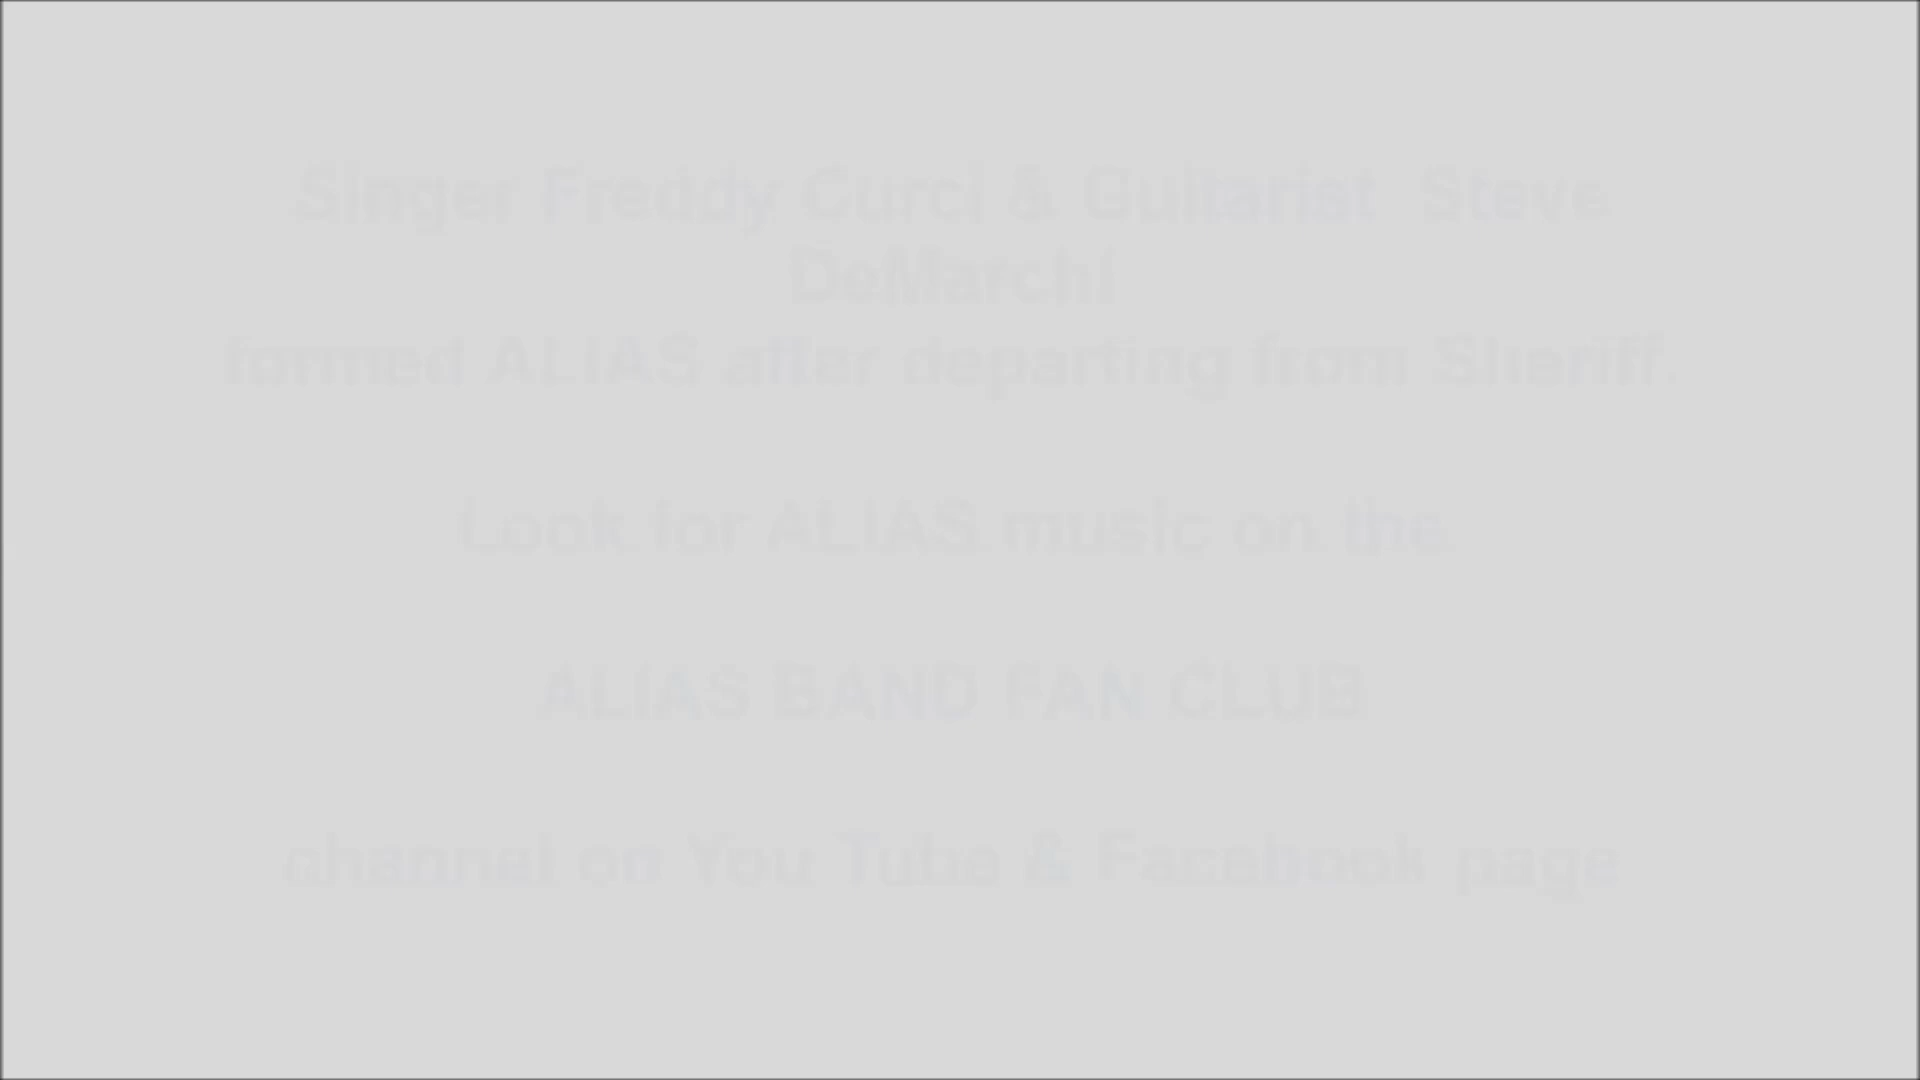 Singer Freddy Curci & Guitarist Steve
DeMarchi
formed ALIAS after departing from Sheriff.
Look for ALIAS music on the
ALIAS BAND FAN CLUB
channel on You Tube & Facebook page